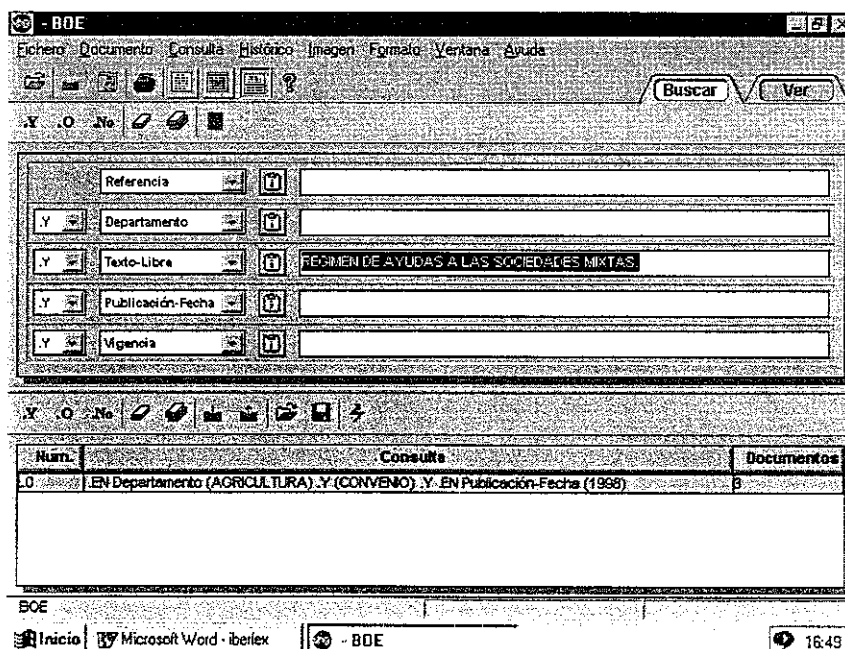 - BOE
Fichero Documento Consulta Histórico Imagen Formato Ventana Ayuda
Buscar Ver
.Y .O .No
Referencia
.Y Departamento
.Y Texto-Libre REGIMEN DE AYUDAS A LAS SOCIEDADES MIXTAS.
.Y Publicación-Fecha
.Y Vigencia
.Y .O .No
Num. Consulta Documentos
.0 .EN Departamento (AGRICULTURA) .Y (CONVENIO) .Y .EN Publicación-Fecha (1998) 3
BOE
Inicio Microsoft Word - iberlex - BOE 16:49